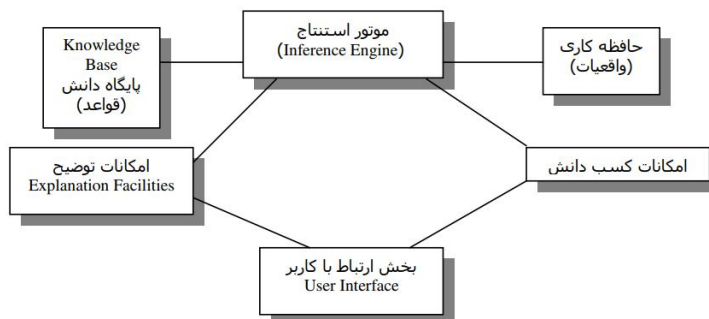 Knowledge
Base
پایگاه دانش
(قواعد)
موتور استنتاج
(Inference Engine)
حافظه کاری
(واقعیات)
امکانات توضیح
Explanation Facilities
امکانات کسب دانش
بخش ارتباط با کاربر
User Interface